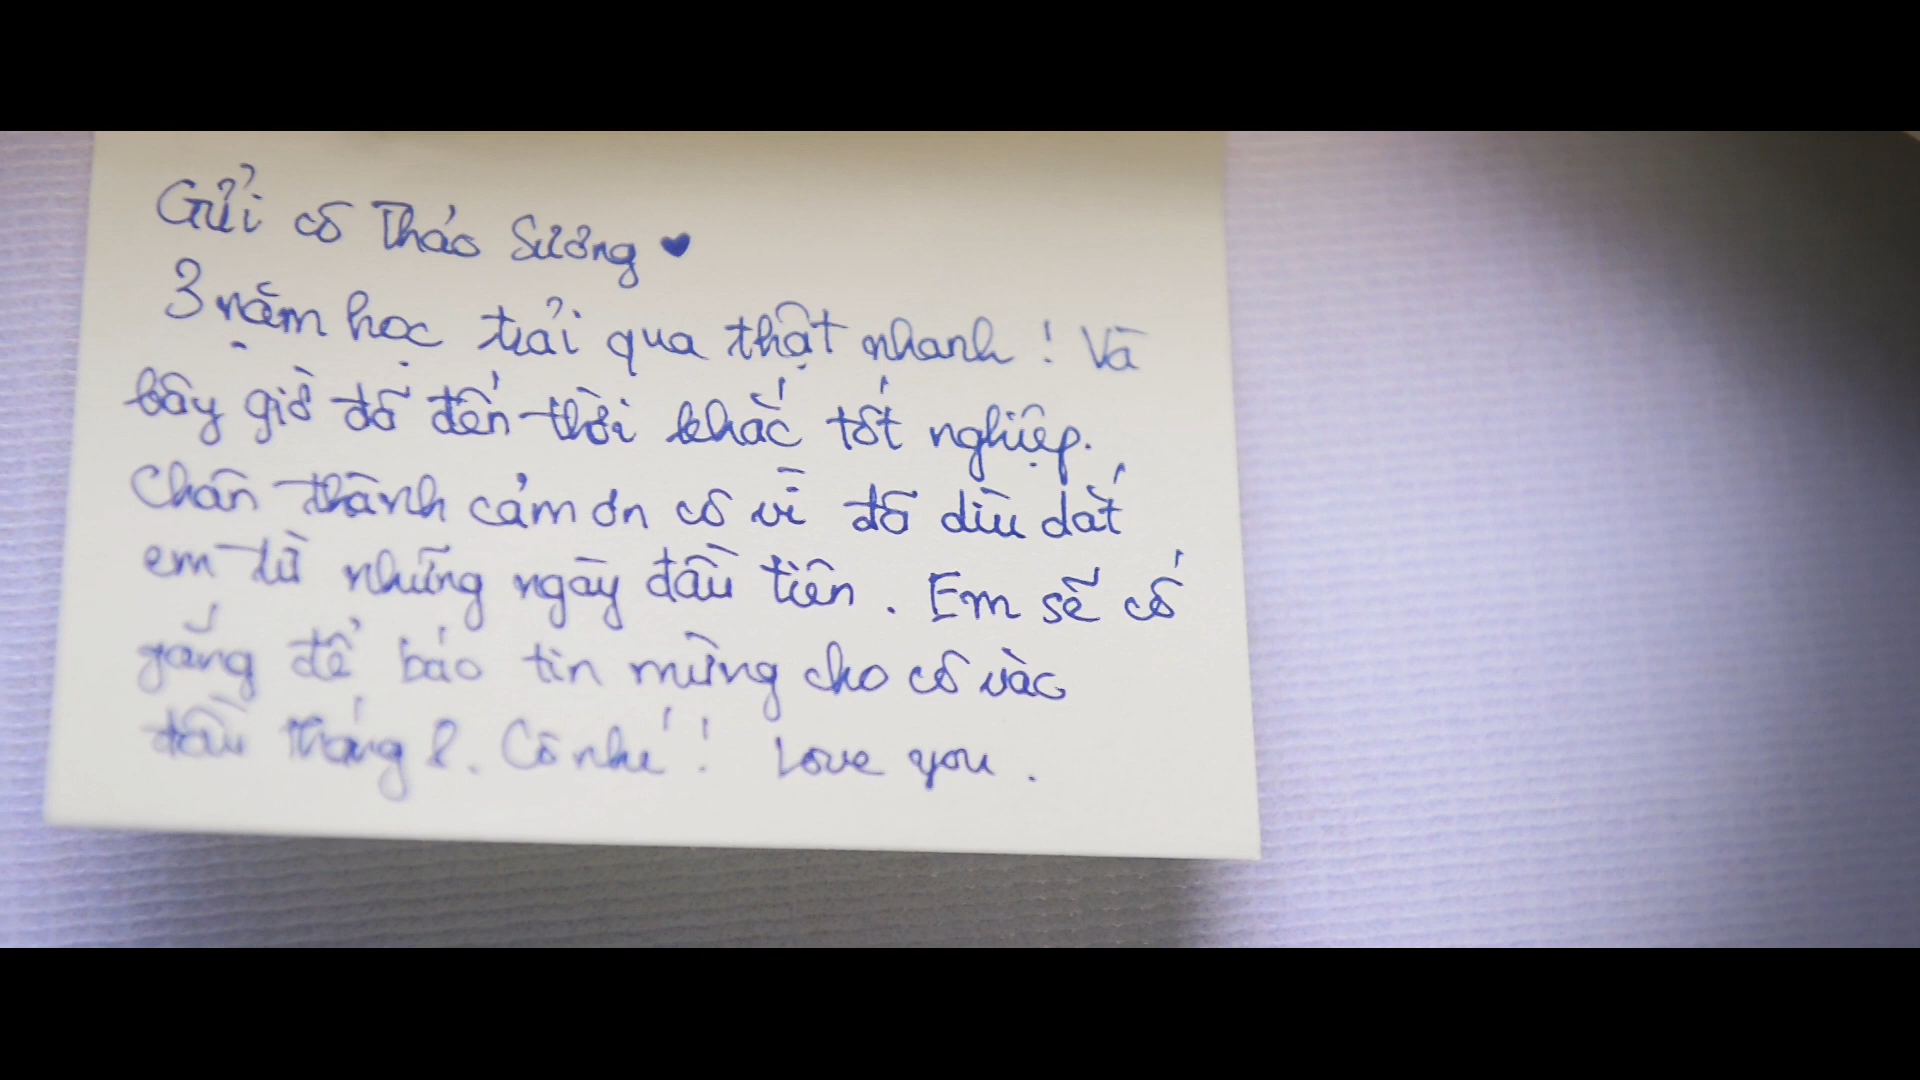 Gửi cô Thảo Sương ♥
3 năm học trải qua thật nhanh! Và
bây giờ đã đến thời khắc tốt nghiệp.
Chân thành cảm ơn cô vì đã dìu dắt
em từ những ngày đầu tiên. Em sẽ cố
gắng để báo tin mừng cho cô vào
đầu tháng 8. Cô nhé! Love you.